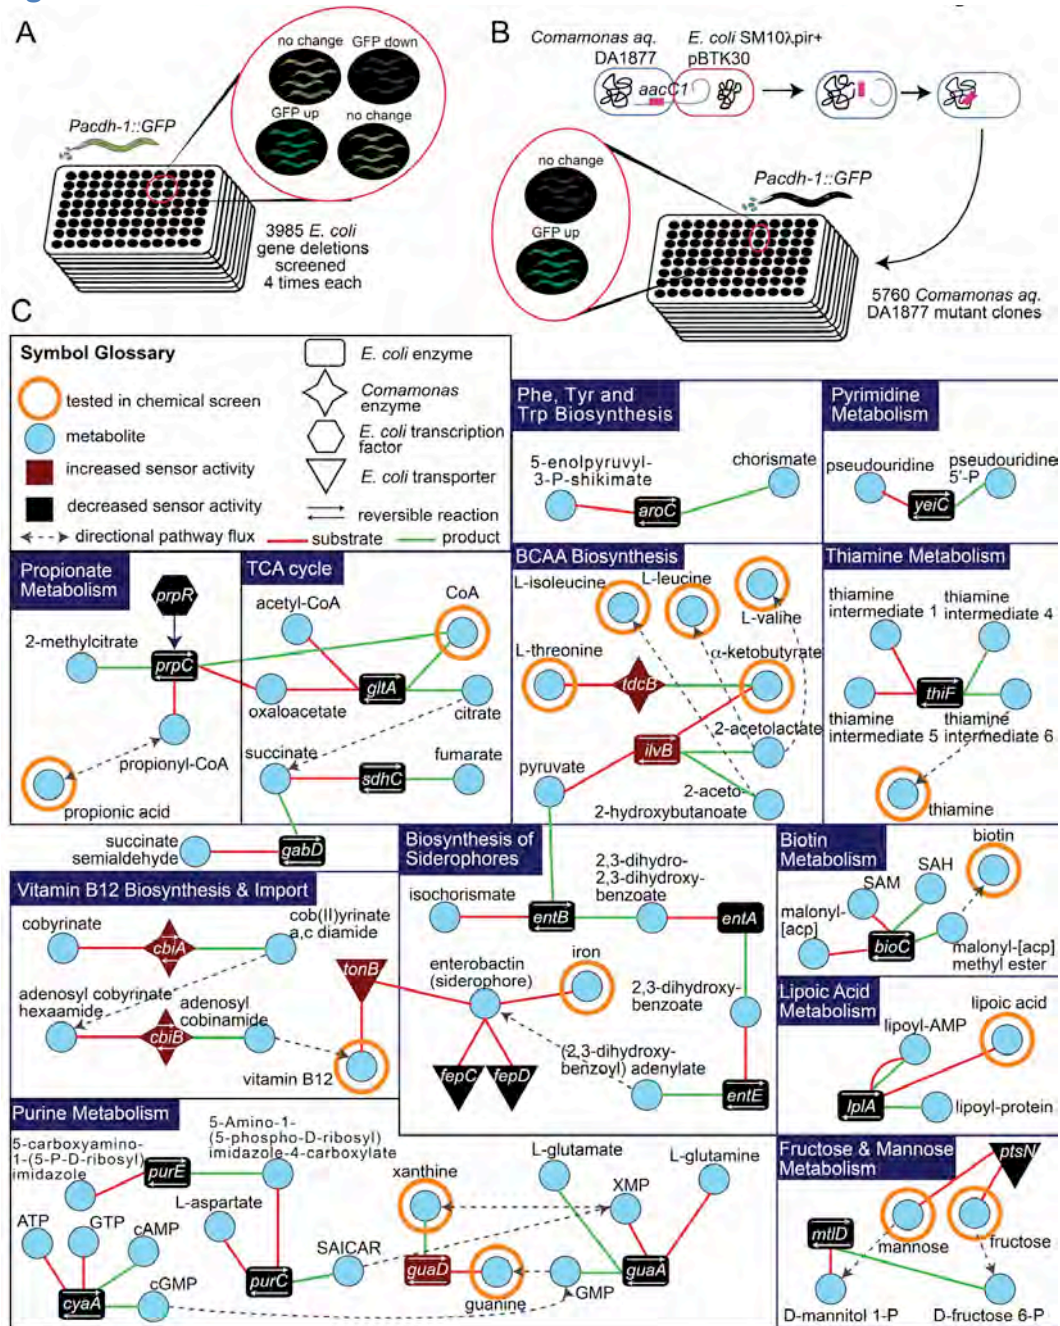 A
no change
GFP down
GFP up
no change
Pacdh-1::GFP
3985 E. coli
gene deletions
screened
4 times each
B
Comamonas aq.
DA1877
E. coli SM10λpir+
pBTK30
aacC1
no change
GFP up
Pacdh-1::GFP
5760 Comamonas aq.
DA1877 mutant clones
C
Symbol Glossary
tested in chemical screen
metabolite
increased sensor activity
decreased sensor activity
directional pathway flux
substrate
product
E. coli enzyme
Comamonas
enzyme
E. coli transcription
factor
E. coli transporter
reversible reaction
Phe, Tyr and
Trp Biosynthesis
5-enolpyruvyl-
3-P-shikimate
chorismate
aroC
Pyrimidine
Metabolism
pseudouridine
pseudouridine
5'-P
yeiC
Propionate
Metabolism
prpR
2-methylcitrate
prpC
propionyl-CoA
propionic acid
TCA cycle
acetyl-CoA
CoA
gltA
oxaloacetate
citrate
succinate
fumarate
sdhC
succinate
semialdehyde
gabD
BCAA Biosynthesis
L-isoleucine
L-leucine
L-valine
L-threonine
α-ketobutyrate
tdcB
2-acetolactate
ilvB
pyruvate
2-aceto-
2-hydroxybutanoate
Thiamine Metabolism
thiamine
intermediate 1
thiamine
intermediate 4
thiF
thiamine
intermediate 5
thiamine
intermediate 6
thiamine
Vitamin B12 Biosynthesis & Import
cobyrinate
cob(II)yrinate
a,c diamide
cbiA
tonB
adenosyl cobyrinate
hexaamide
adenosyl
cobinamide
cbiB
vitamin B12
Biosynthesis of
Siderophores
2,3-dihydro-
2,3-dihydroxy-
benzoate
isochorismate
entB
entA
enterobactin
(siderophore)
iron
2,3-dihydroxy-
benzoate
fepC
fepD
(2,3-dihydroxy-
benzoyl) adenylate
entE
Biotin
Metabolism
biotin
SAM
SAH
malonyl-
[acp]
bioC
malonyl-[acp]
methyl ester
Lipoic Acid
Metabolism
lipoic acid
lipoyl-AMP
lplA
lipoyl-protein
Purine Metabolism
5-carboxyamino-
1-(5-P-D-ribosyl)
imidazole
purE
5-Amino-1-
(5-phospho-D-ribosyl)
imidazole-4-carboxylate
L-aspartate
ATP
GTP
cAMP
cGMP
cyaA
purC
SAICAR
xanthine
guaD
guanine
L-glutamate
XMP
L-glutamine
GMP
guaA
Fructose & Mannose
Metabolism
ptsN
mtlD
mannose
fructose
D-mannitol 1-P
D-fructose 6-P